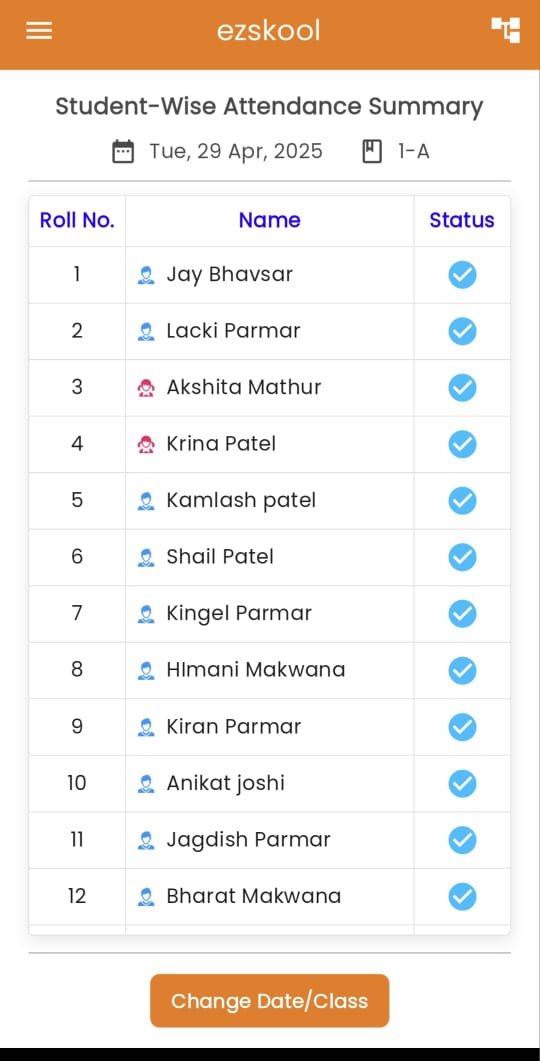 ezskool
Student-Wise Attendance Summary
Tue, 29 Apr, 2025 1-A
Roll No. Name Status
1 Jay Bhavsar
2 Lacki Parmar
3 Akshita Mathur
4 Krina Patel
5 Kamlash patel
6 Shail Patel
7 Kingel Parmar
8 HImani Makwana
9 Kiran Parmar
10 Anikat joshi
11 Jagdish Parmar
12 Bharat Makwana
Change Date/Class